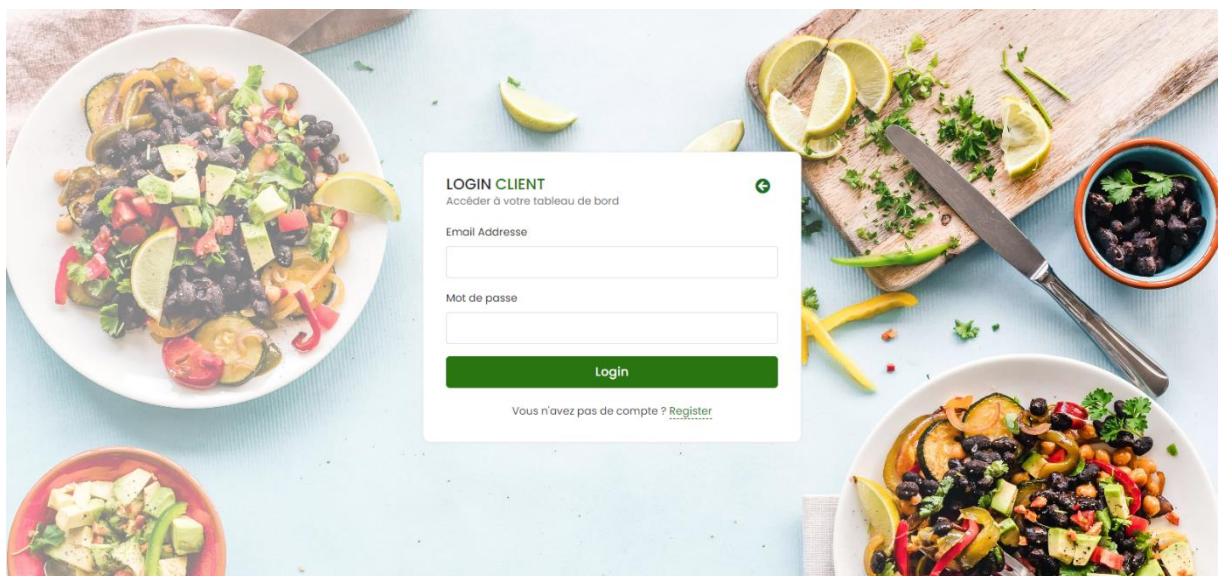 LOGIN CLIENT
Accéder à votre tableau de bord
Email Addresse
Mot de passe
Login
Vous n'avez pas de compte ? Register